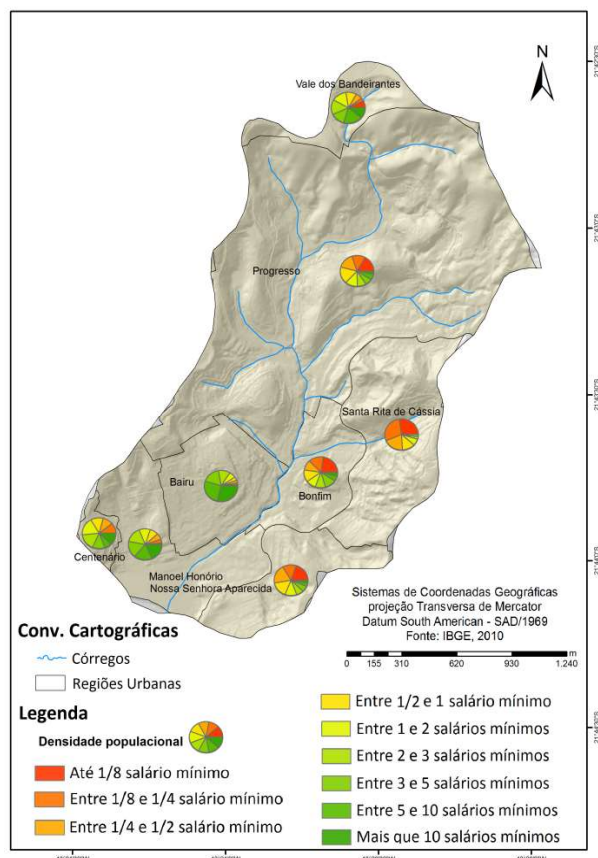 N
Vale dos Bandeirantes
Progresso
Santa Rita de Cássia
Bairu
Bonfim
Centenário
Manoel Honório
Nossa Senhora Aparecida
Sistemas de Coordenadas Geográficas
projeção Transversa de Mercator
Datum South American - SAD/1969
Fonte: IBGE, 2010
0 155 310 620 930 1.240 m
Conv. Cartográficas
Córregos
Regiões Urbanas
Legenda
Densidade populacional
Até 1/8 salário mínimo
Entre 1/8 e 1/4 salário mínimo
Entre 1/4 e 1/2 salário mínimo
Entre 1/2 e 1 salário mínimo
Entre 1 e 2 salários mínimos
Entre 2 e 3 salários mínimos
Entre 3 e 5 salários mínimos
Entre 5 e 10 salários mínimos
Mais que 10 salários mínimos